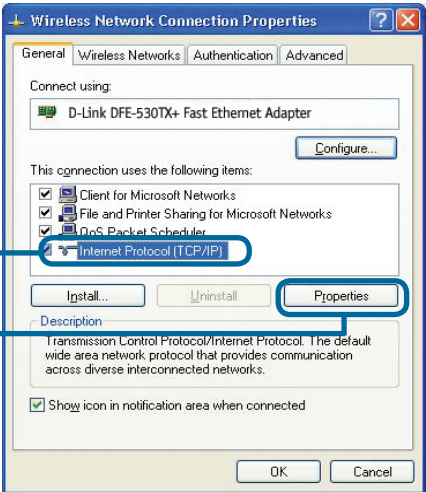 Wireless Network Connection Properties
General Wireless Networks Authentication Advanced
Connect using:
D-Link DFE-530TX+ Fast Ethernet Adapter
Configure...
This connection uses the following items:
Client for Microsoft Networks
File and Printer Sharing for Microsoft Networks
QoS Packet Scheduler
Internet Protocol (TCP/IP)
Install... Uninstall Properties
Description
Transmission Control Protocol/Internet Protocol. The default
wide area network protocol that provides communication
across diverse interconnected networks.
Show icon in notification area when connected
OK Cancel